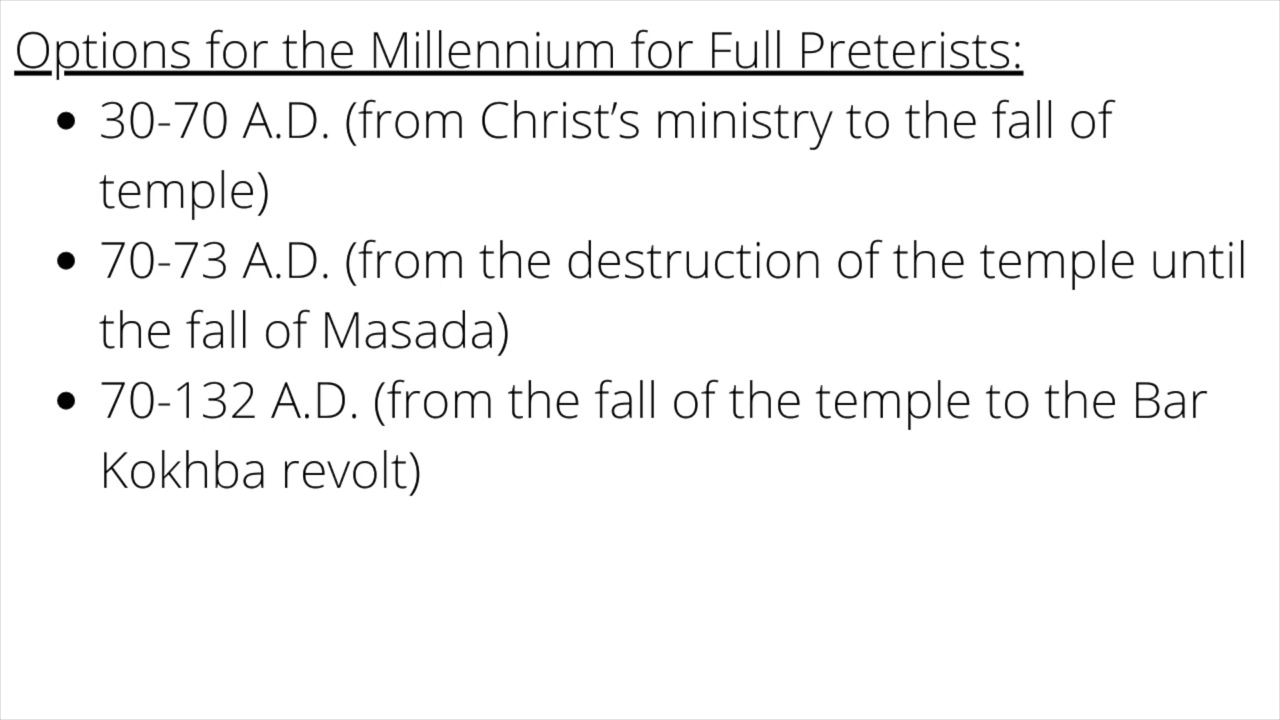 Options for the Millennium for Full Preterists:
• 30-70 A.D. (from Christ’s ministry to the fall of
temple)
• 70-73 A.D. (from the destruction of the temple until
the fall of Masada)
• 70-132 A.D. (from the fall of the temple to the Bar
Kokhba revolt)